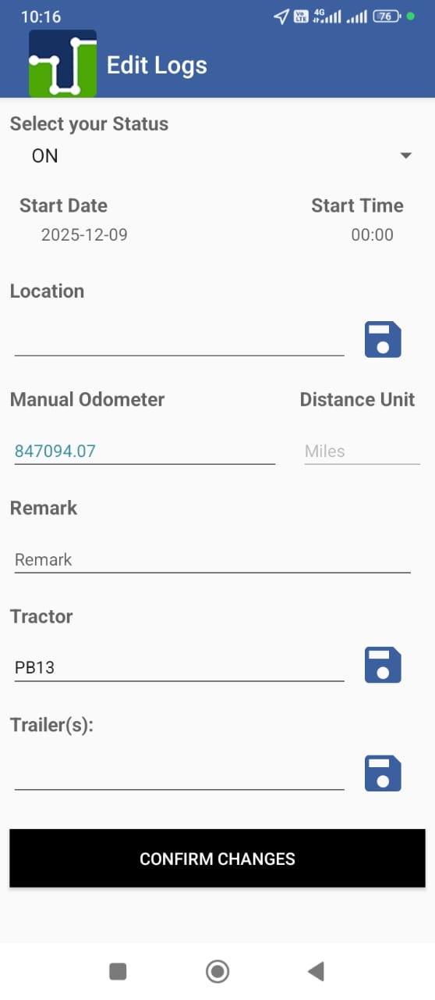 10:16
Vo LTE
4G
76
Edit Logs
Select your Status
ON
Start Date Start Time
2025-12-09 00:00
Location
Manual Odometer Distance Unit
847094.07 Miles
Remark
Remark
Tractor
PB13
Trailer(s):
CONFIRM CHANGES